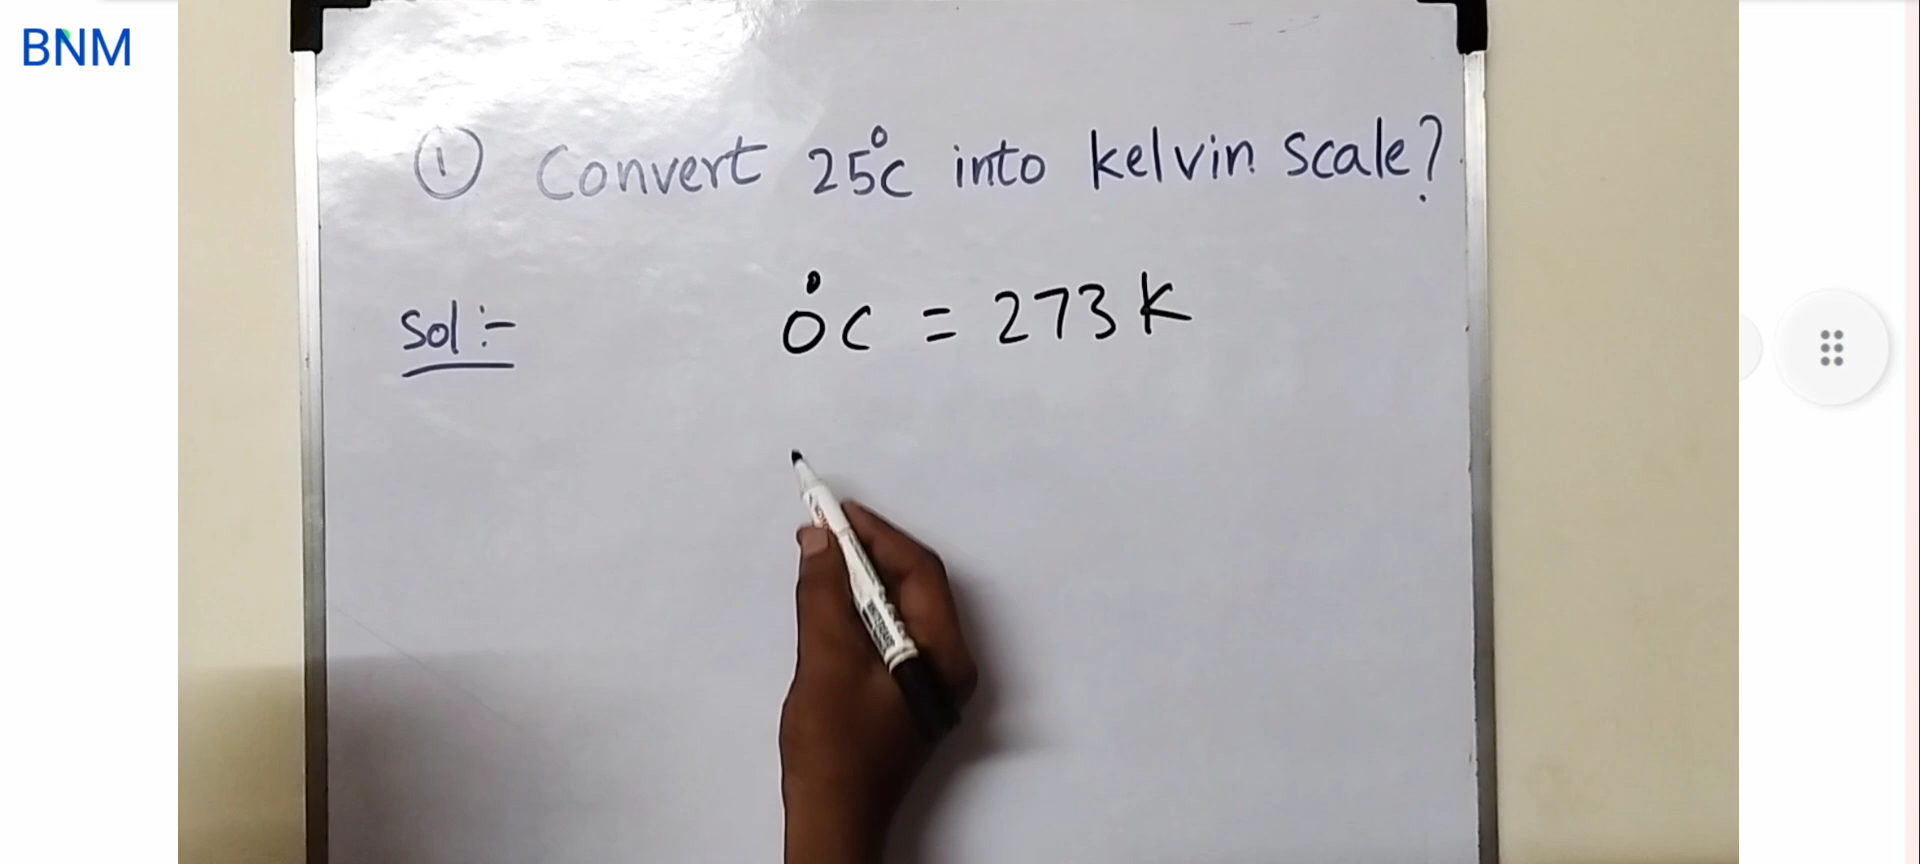 BNM
① Convert 25°C into kelvin scale?
Sol :-
0°C = 273 K